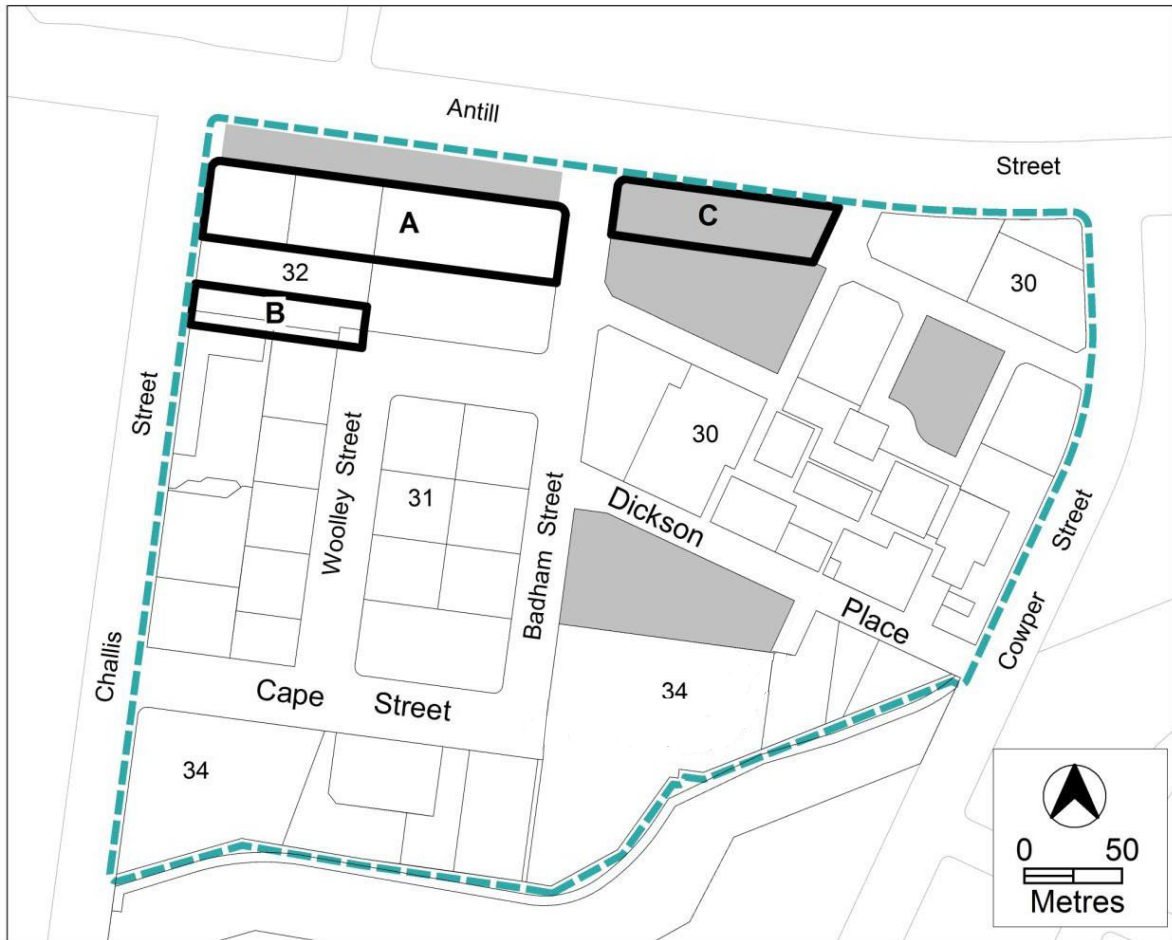 Antill
Street
A
C
32
30
B
Street
30
Woolley Street
31
Badham Street
Dickson
Street
Place
Cowper
Challis
Cape Street
34
34
0 50
Metres